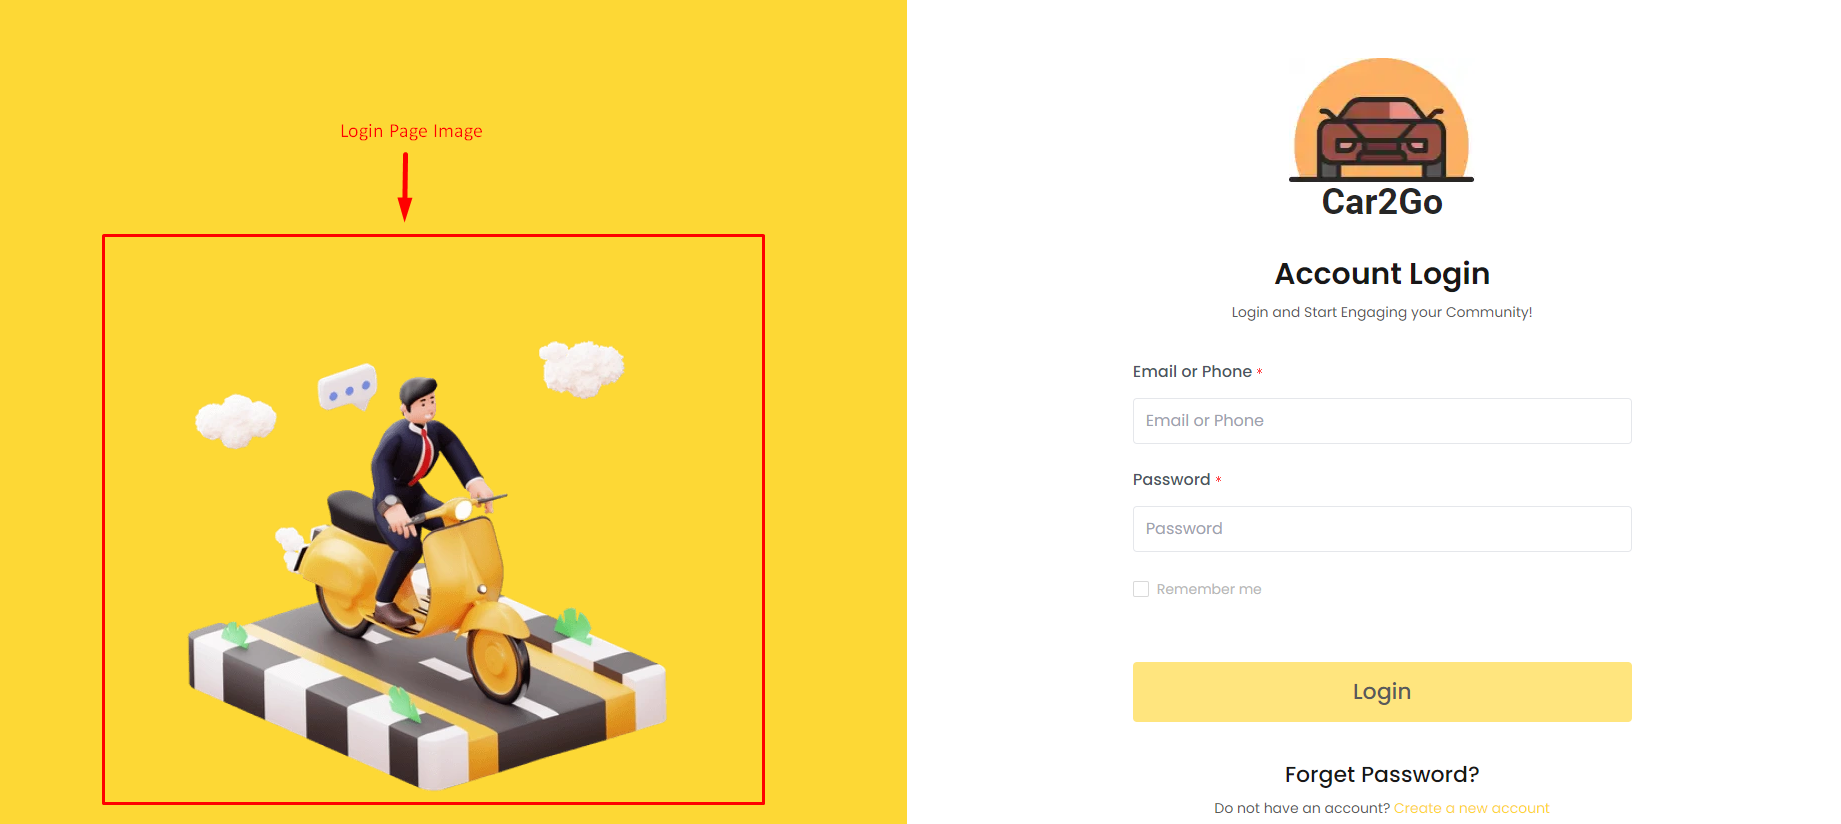 Login Page Image
Car2Go
Account Login
Login and Start Engaging your Community!
Email or Phone *
Email or Phone
Password *
Password
Remember me
Login
Forget Password?
Do not have an account? Create a new account